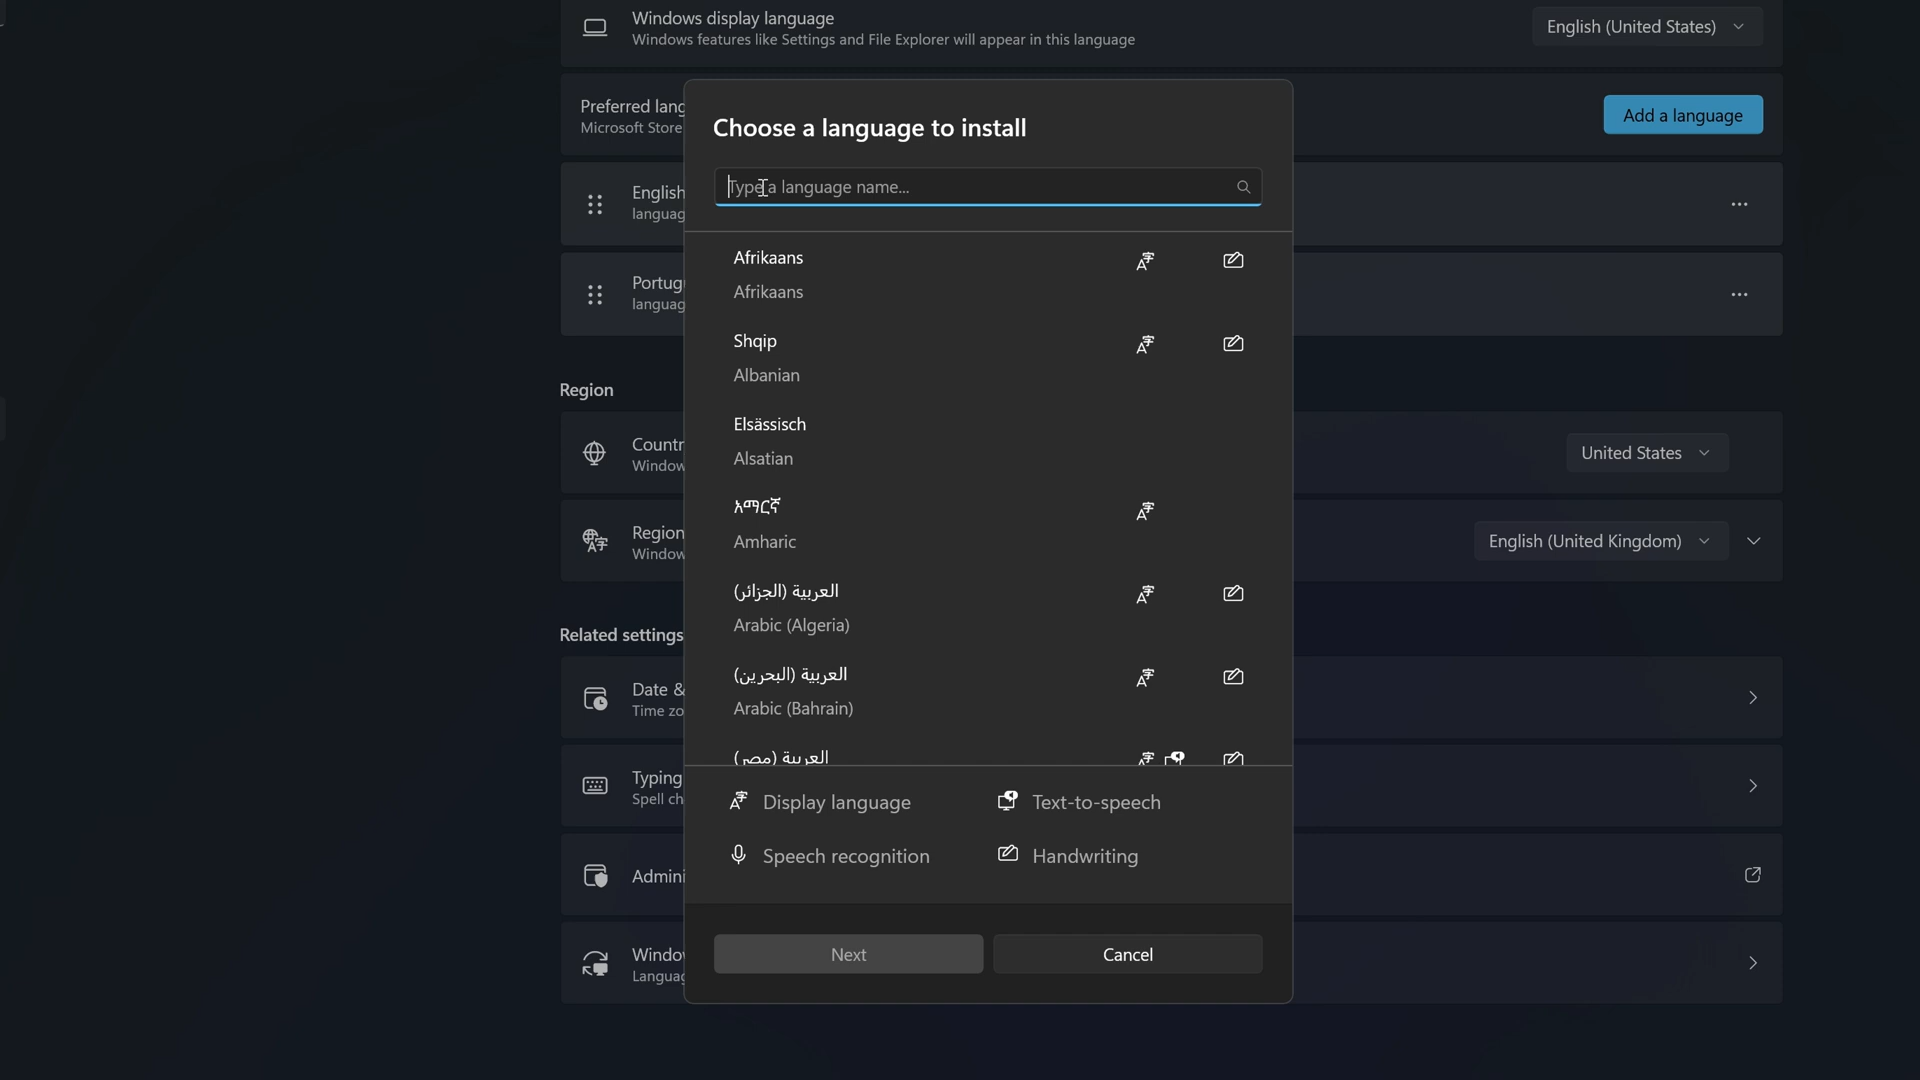 Windows display language
Windows features like Settings and File Explorer will appear in this language
English (United States)
Preferred lang
Microsoft Store
Add a language
English
languag
Portug
languag
Region
Countr
Window
United States
Region
Window
English (United Kingdom)
Related settings
Date &
Time zo
Typing
Spell ch
Admini
Window
Languag
Choose a language to install
Type a language name...
Afrikaans
Afrikaans
Shqip
Albanian
Elsässisch
Alsatian
አማርኛ
Amharic
العربية (الجزائر)
Arabic (Algeria)
العربية (البحرين)
Arabic (Bahrain)
العربية (مصر)
Display language
Text-to-speech
Speech recognition
Handwriting
Next
Cancel